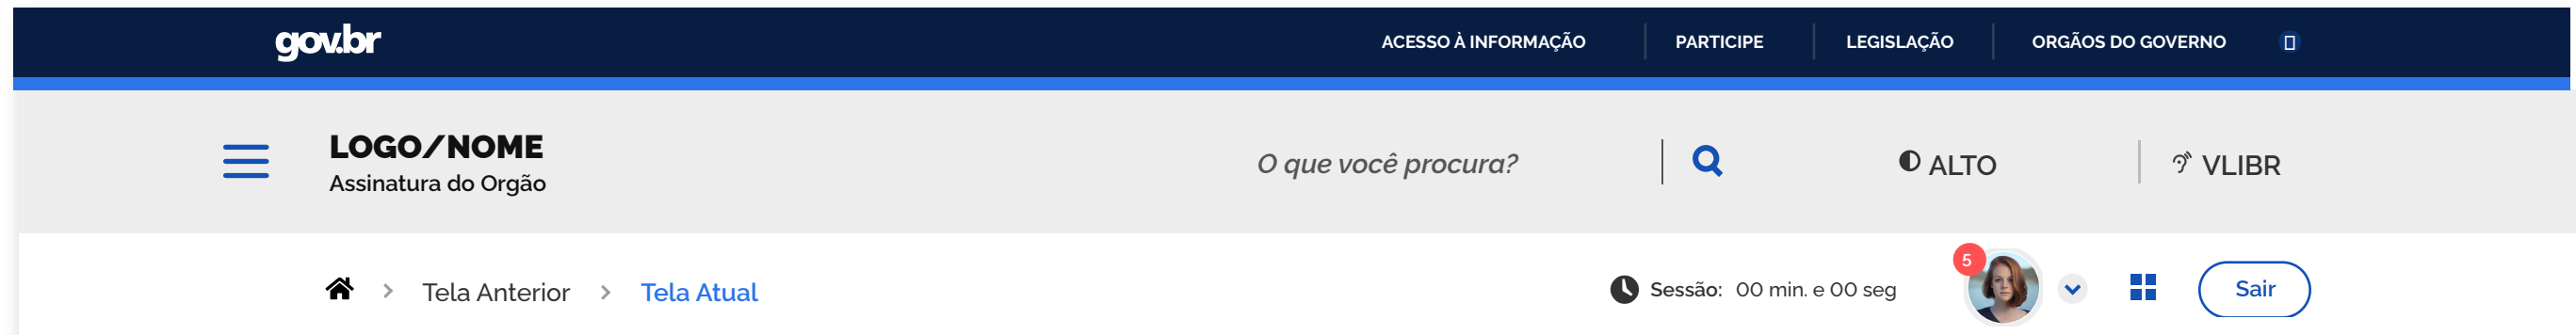 gov.br
ACESSO À INFORMAÇÃO PARTICIPE LEGISLAÇÃO ORGÃOS DO GOVERNO
LOGO/NOME
Assinatura do Orgão
O que você procura?
ALTO
VLIBR
Tela Anterior Tela Atual
Sessão: 00 min. e 00 seg
5
Sair